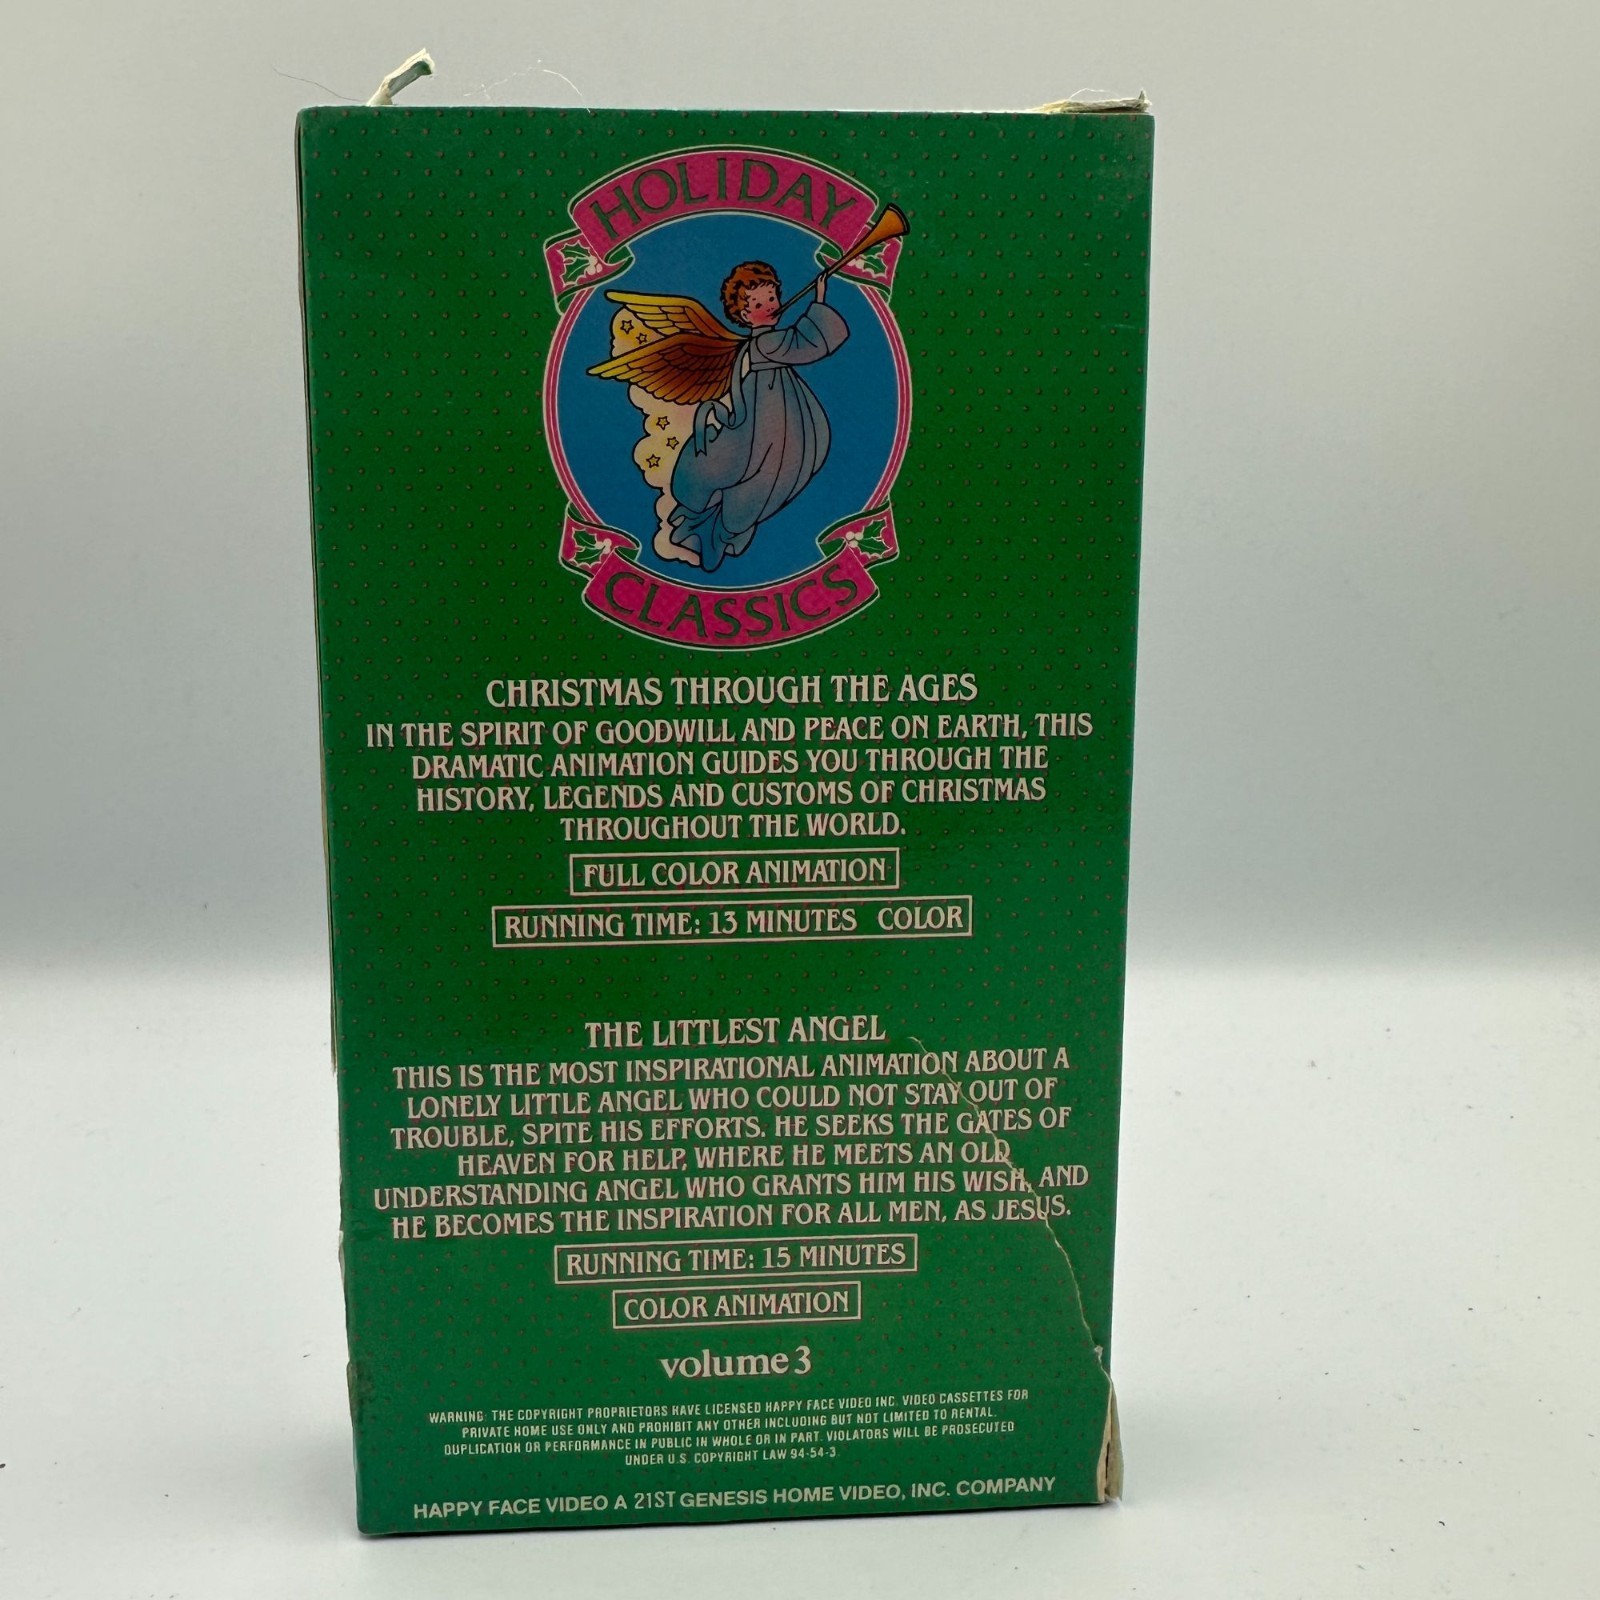 HOLIDAY
CLASSICS
CHRISTMAS THROUGH THE AGES
IN THE SPIRIT OF GOODWILL AND PEACE ON EARTH, THIS
DRAMATIC ANIMATION GUIDES YOU THROUGH THE
HISTORY, LEGENDS AND CUSTOMS OF CHRISTMAS
THROUGHOUT THE WORLD.
FULL COLOR ANIMATION
RUNNING TIME: 13 MINUTES COLOR
THE LITTLEST ANGEL
THIS IS THE MOST INSPIRATIONAL ANIMATION ABOUT A
LONELY LITTLE ANGEL WHO COULD NOT STAY OUT OF
TROUBLE, SPITE HIS EFFORTS. HE SEEKS THE GATES OF
HEAVEN FOR HELP, WHERE HE MEETS AN OLD
UNDERSTANDING ANGEL WHO GRANTS HIM HIS WISH, AND
HE BECOMES THE INSPIRATION FOR ALL MEN, AS JESUS.
RUNNING TIME: 15 MINUTES
COLOR ANIMATION
volume 3
WARNING: THE COPYRIGHT PROPRIETORS HAVE LICENSED HAPPY FACE VIDEO INC. VIDEO CASSETTES FOR
PRIVATE HOME USE ONLY AND PROHIBIT ANY OTHER INCLUDING BUT NOT LIMITED TO RENTAL.
DUPLICATION OR PERFORMANCE IN PUBLIC IN WHOLE OR IN PART. VIOLATORS WILL BE PROSECUTED
UNDER U.S. COPYRIGHT LAW 94-54-3.
HAPPY FACE VIDEO A 21ST GENESIS HOME VIDEO, INC. COMPANY